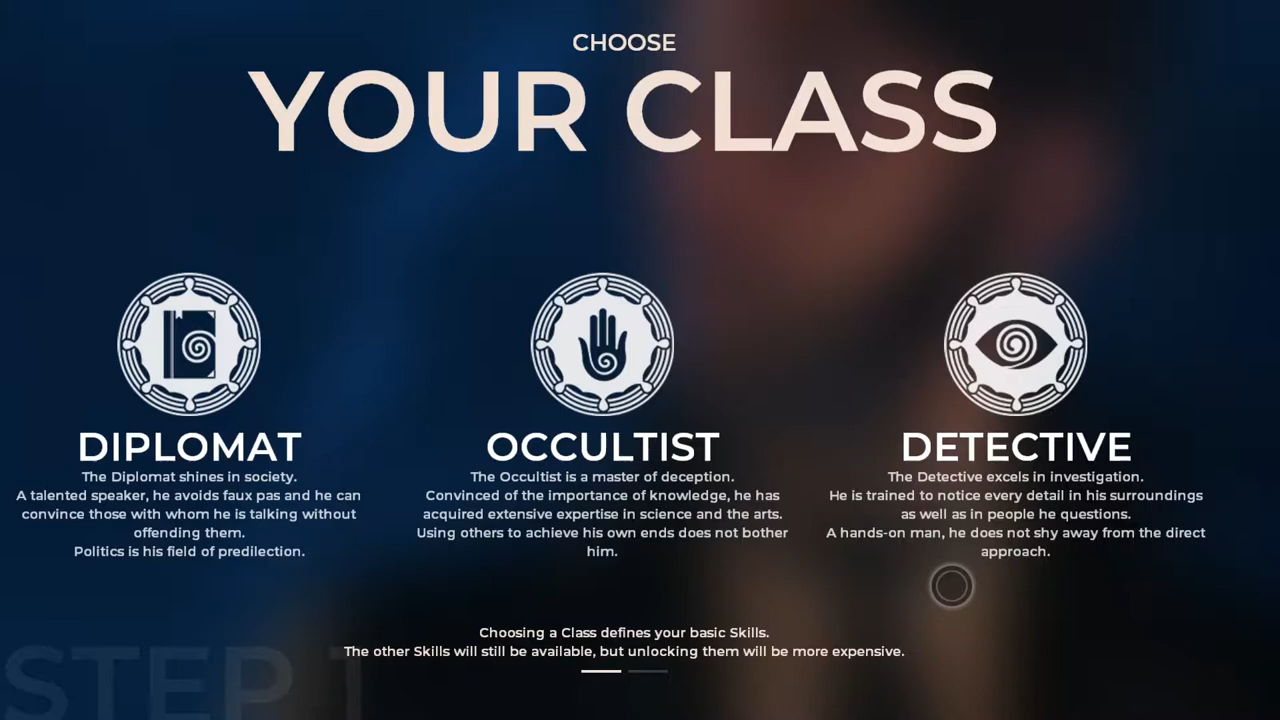 CHOOSE
YOUR CLASS
DIPLOMAT
The Diplomat shines in society.
A talented speaker, he avoids faux pas and he can
convince those with whom he is talking without
offending them.
Politics is his field of predilection.
OCCULTIST
The Occultist is a master of deception.
Convinced of the importance of knowledge, he has
acquired extensive expertise in science and the arts.
Using others to achieve his own ends does not bother
him.
DETECTIVE
The Detective excels in investigation.
He is trained to notice every detail in his surroundings
as well as in people he questions.
A hands-on man, he does not shy away from the direct
approach.
Choosing a Class defines your basic Skills.
The other Skills will still be available, but unlocking them will be more expensive.
STEP 1